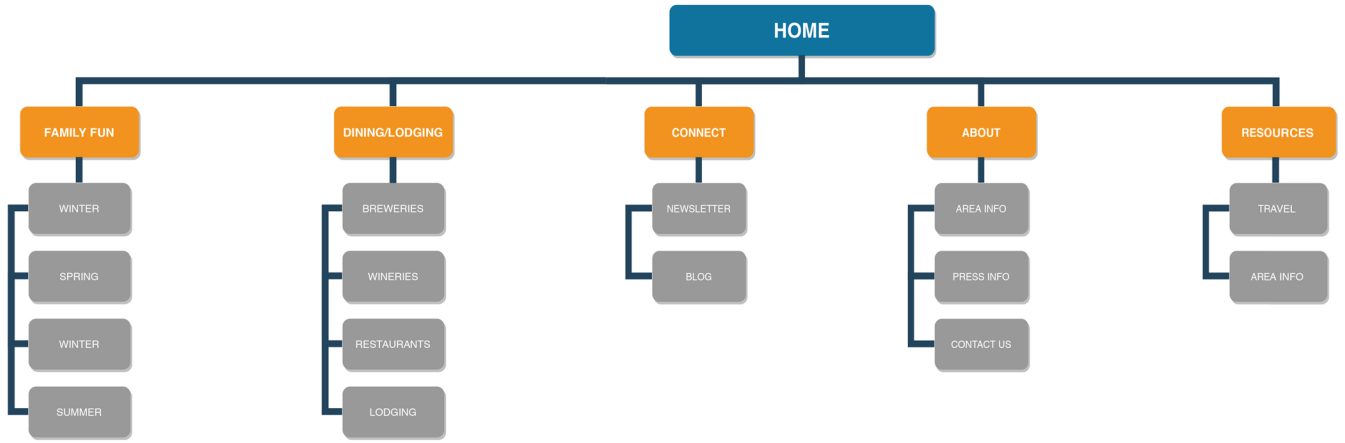 HOME
FAMILY FUN
DINING/LODGING
CONNECT
ABOUT
RESOURCES
WINTER
BREWERIES
NEWSLETTER
AREA INFO
TRAVEL
SPRING
WINERIES
BLOG
PRESS INFO
AREA INFO
WINTER
RESTAURANTS
CONTACT US
SUMMER
LODGING